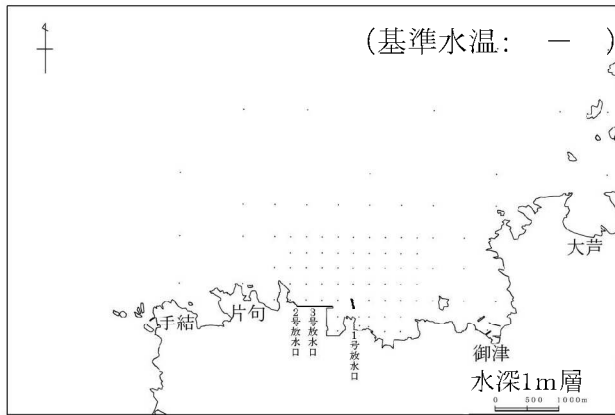 (基準水温: － )
大芦
手結
片句
2号放水口
3号放水口
1号放水口
御津
水深1m層
0 500 1000m